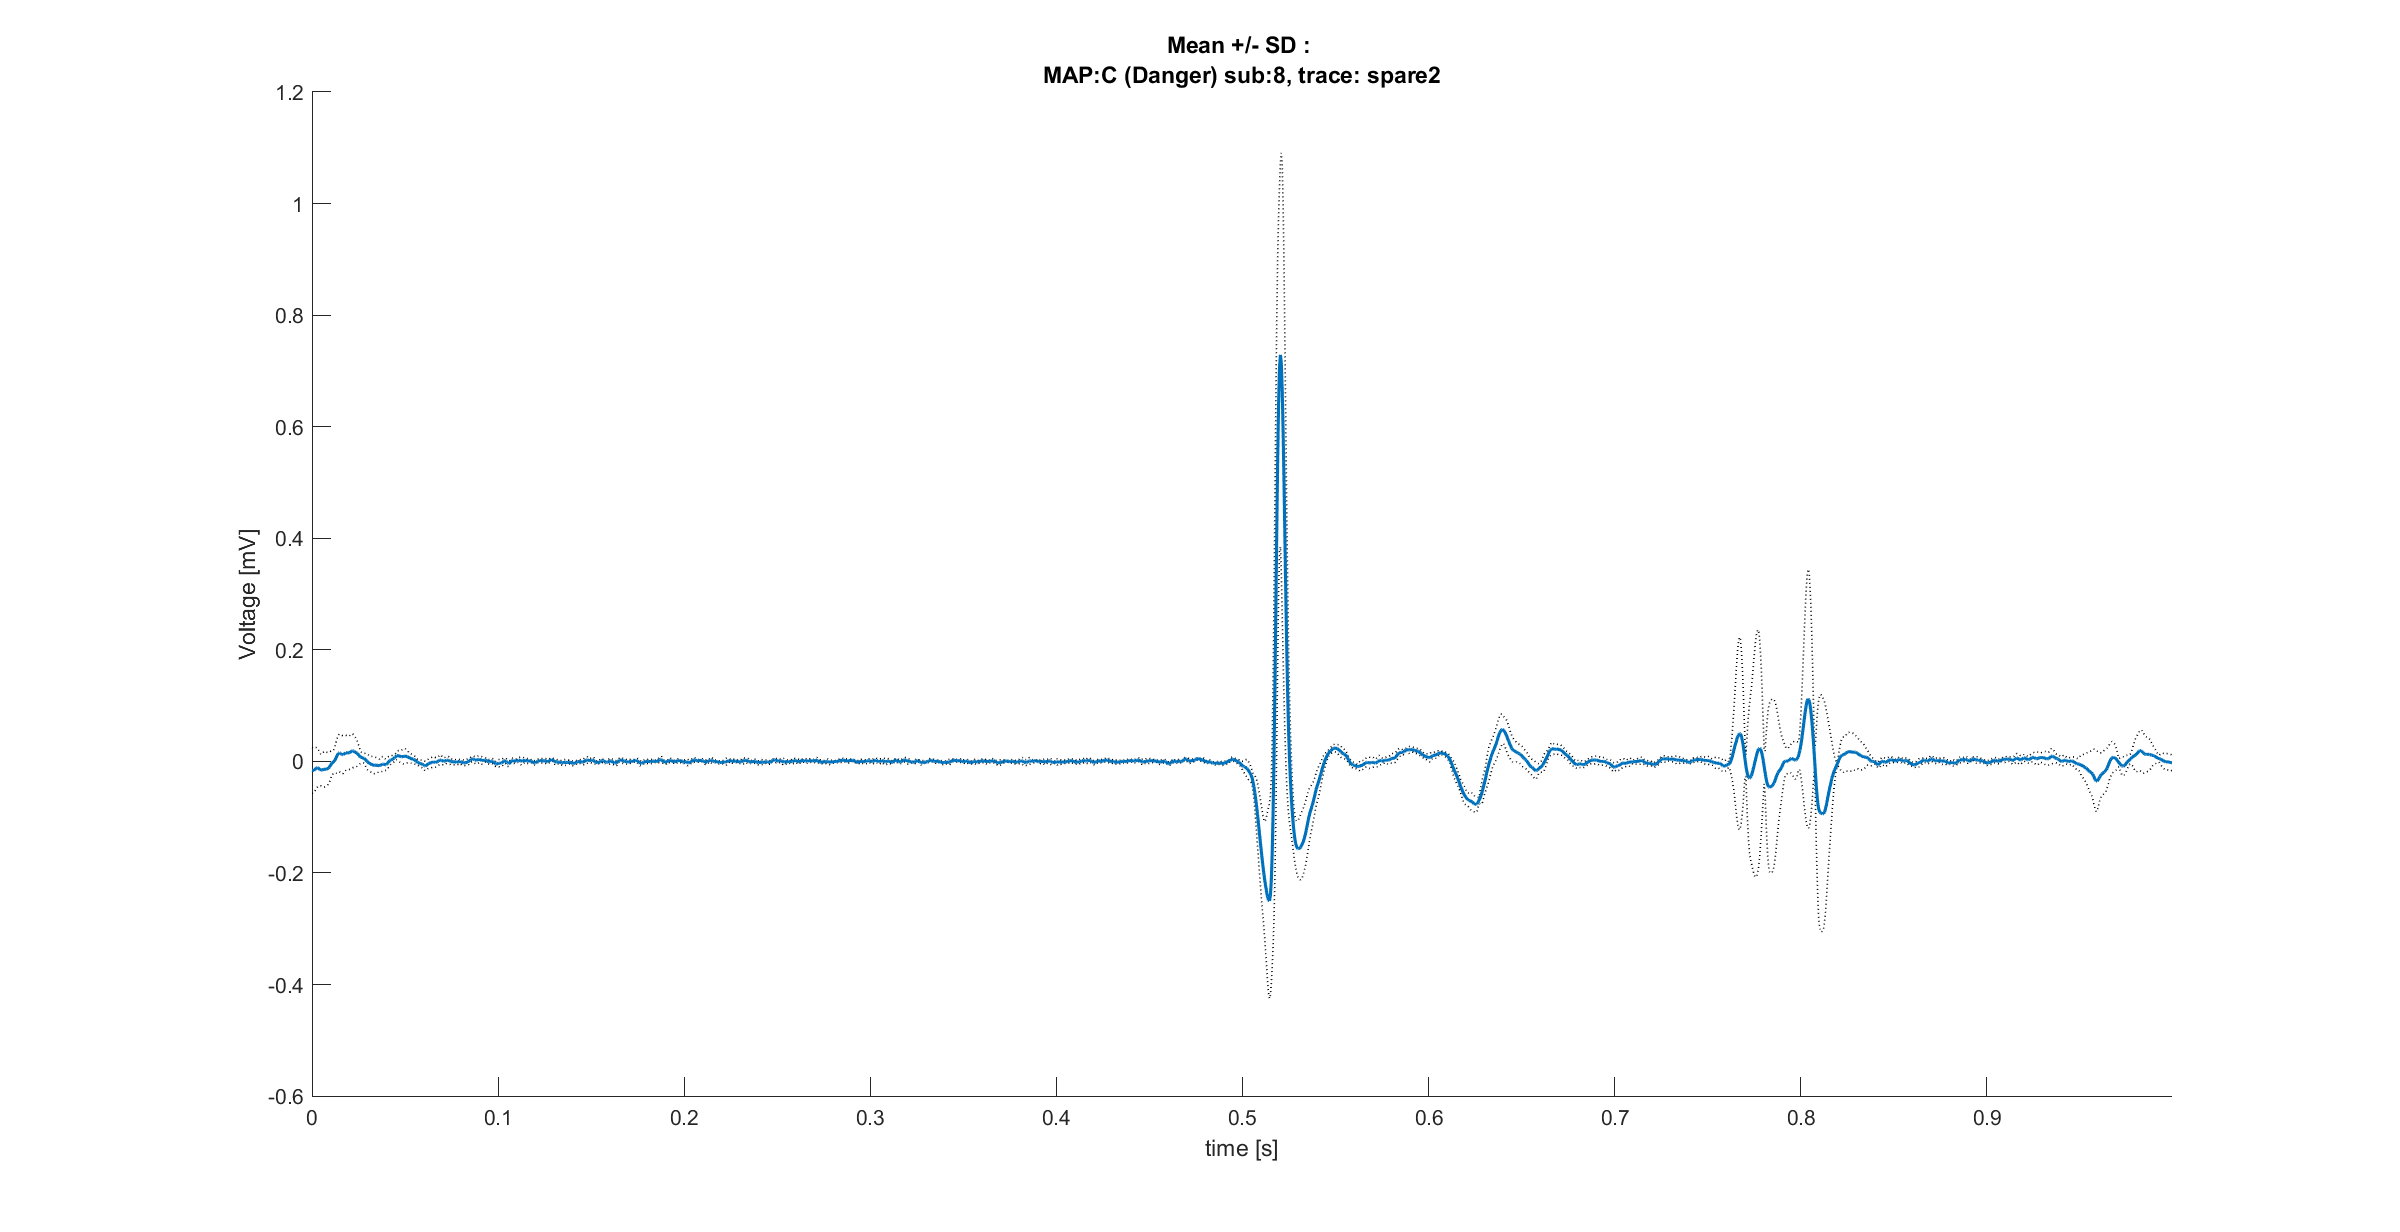 Mean +/- SD :
MAP:C (Danger) sub:8, trace: spare2
1.2
1
0.8
0.6
0.4
0.2
0
-0.2
-0.4
-0.6
Voltage [mV]
0 0.1 0.2 0.3 0.4 0.5 0.6 0.7 0.8 0.9
time [s]